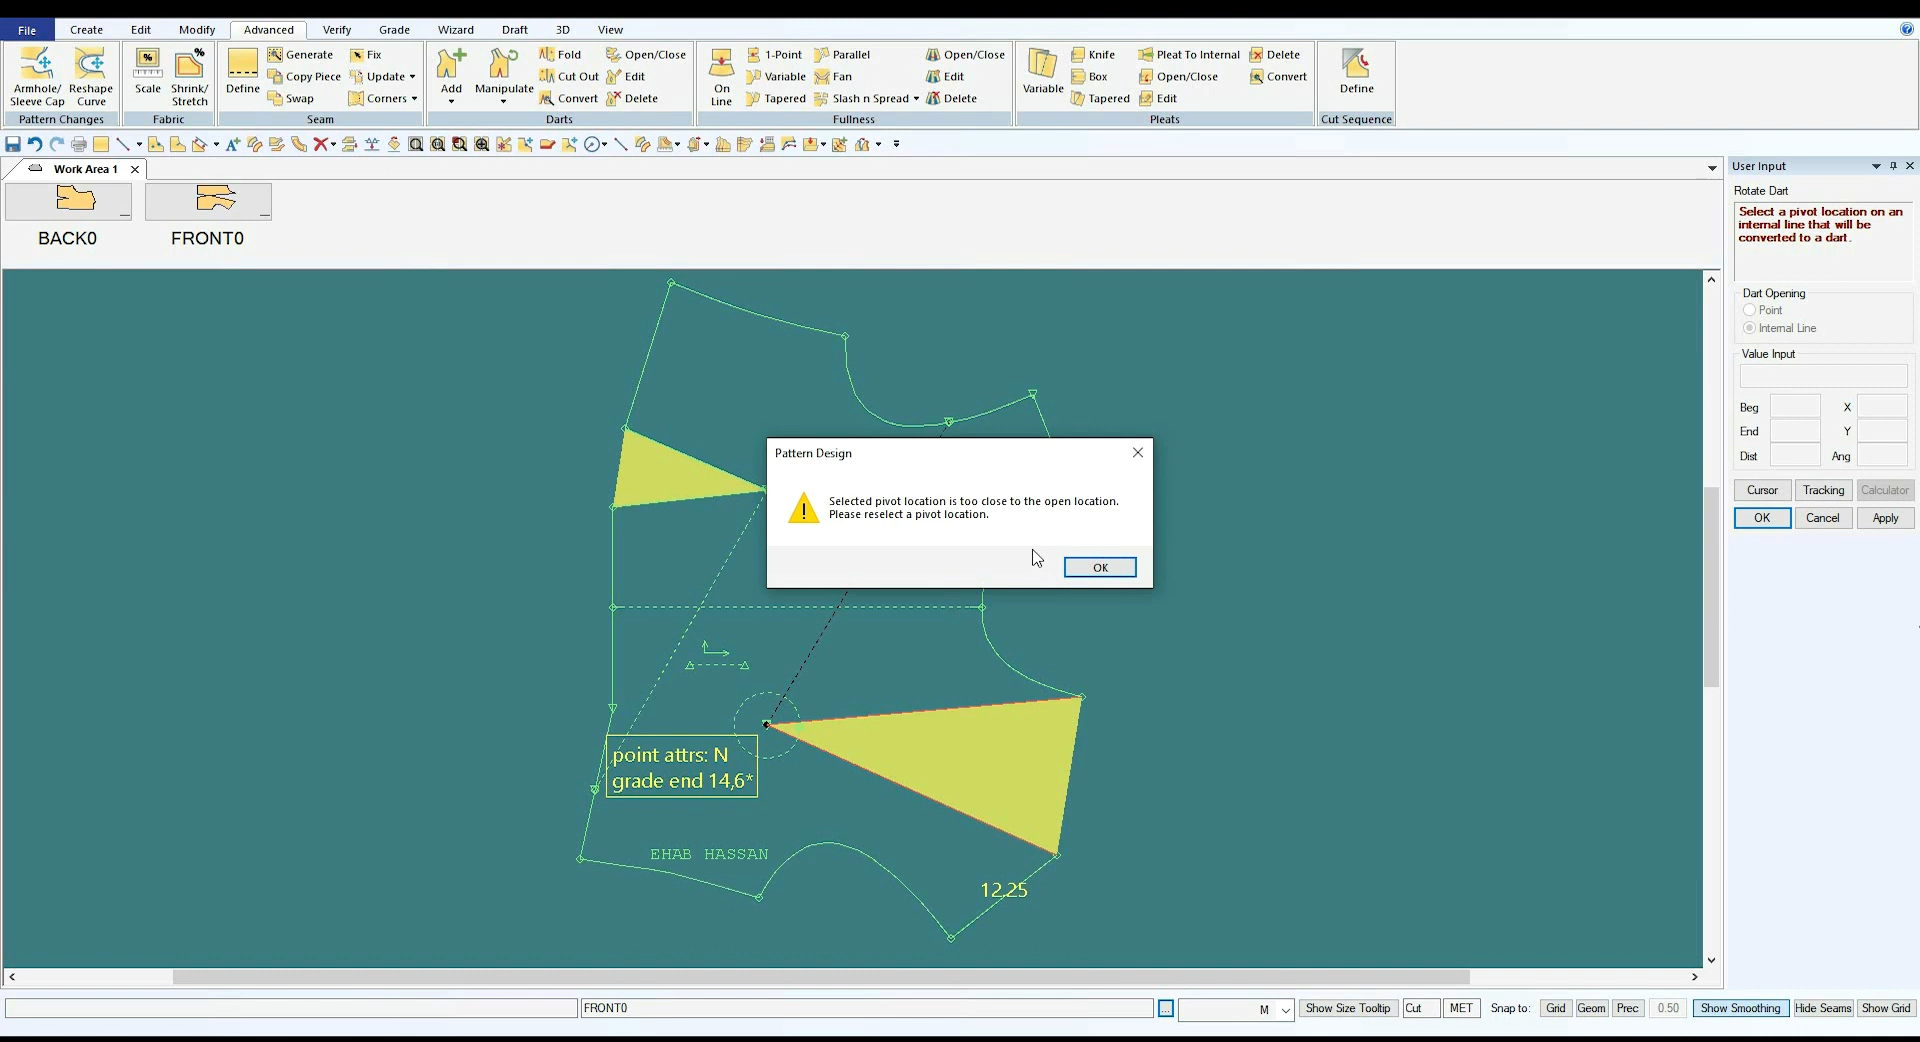 File Create Edit Modify Advanced Verify Grade Wizard Draft 3D View
Armhole/ Sleeve Cap
Reshape Curve
Pattern Changes
Scale
Shrink/ Stretch
Fabric
Define
Generate
Copy Piece
Swap
Fix
Update
Corners
Seam
Add
Manipulate
Fold
Cut Out
Convert
Open/Close
Edit
Delete
Darts
On Line
1-Point
Variable
Tapered
Parallel
Fan
Slash n Spread
Open/Close
Edit
Delete
Fullness
Variable
Knife
Box
Tapered
Pleat To Internal
Open/Close
Edit
Delete
Convert
Pleats
Define
Cut Sequence
Work Area 1
BACK0
FRONT0
User Input
Rotate Dart
Select a pivot location on an
internal line that will be
converted to a dart.
Dart Opening
Point
Internal Line
Value Input
Beg X
End Y
Dist Ang
Cursor Tracking Calculator
OK Cancel Apply
Pattern Design
Selected pivot location is too close to the open location.
Please reselect a pivot location.
OK
point attrs: N
grade end 14,6*
EHAB HASSAN
12,25
FRONT0
...
M
Show Size Tooltip
Cut
MET
Snap to:
Grid
Geom
Prec
0.50
Show Smoothing
Hide Seams
Show Grid